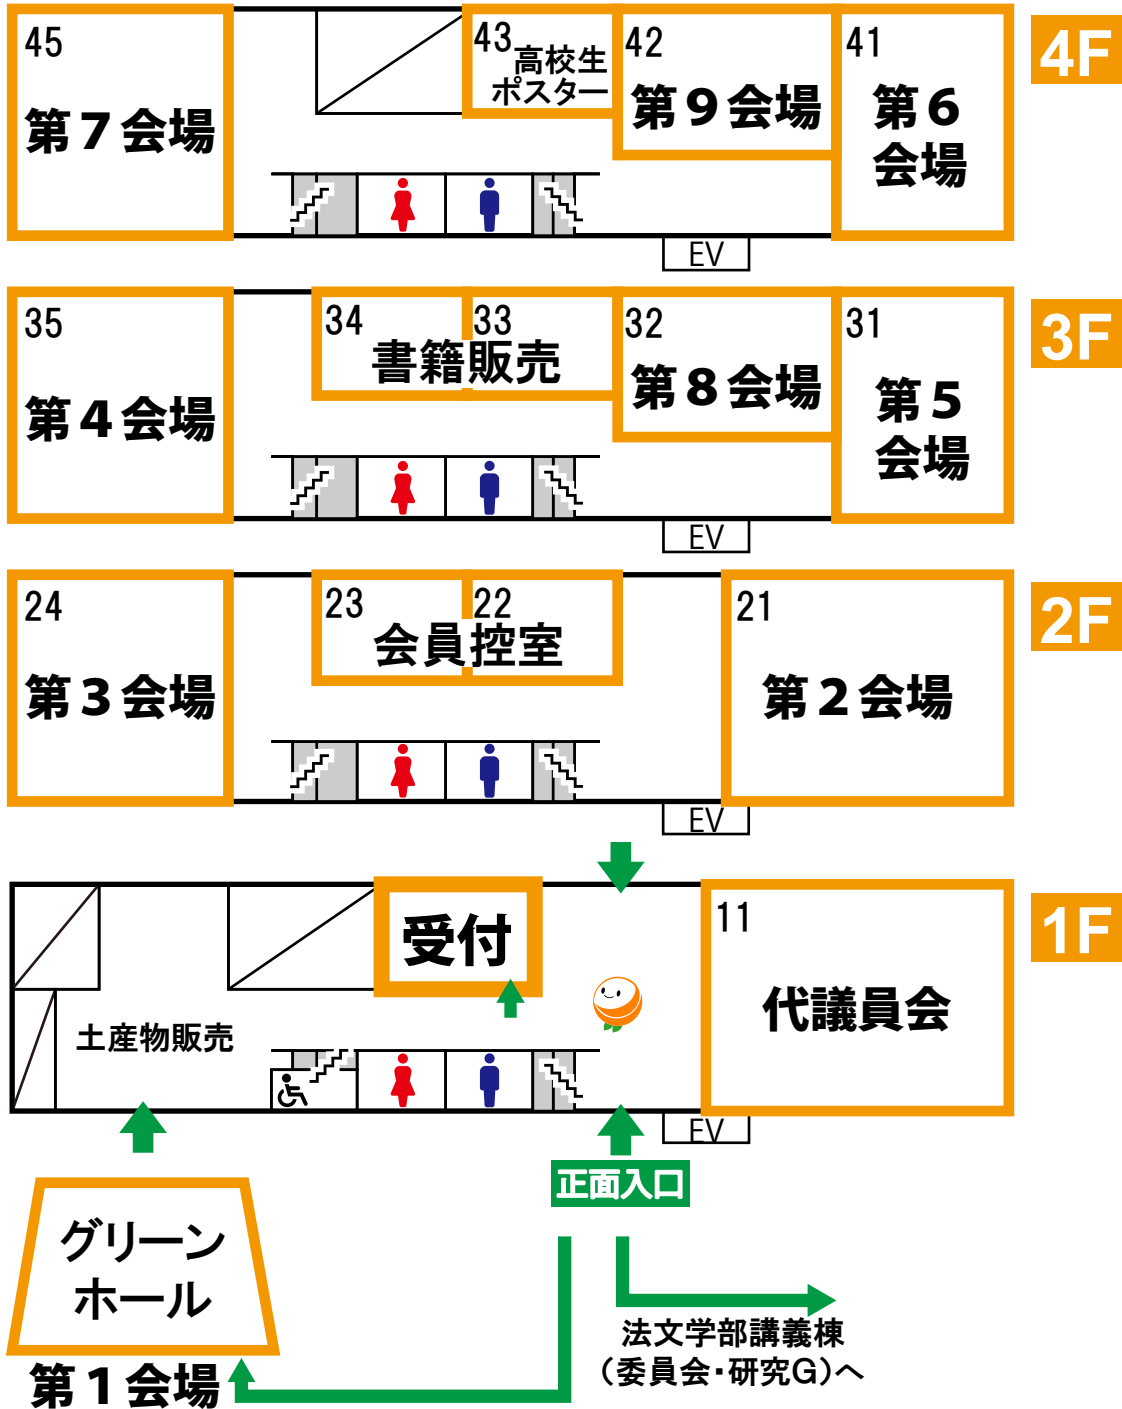 45
第7会場
43
高校生
ポスター
42
第9会場
41
第6
会場
4F
EV
35
第4会場
34
33
書籍販売
32
第8会場
31
第5
会場
3F
EV
24
第3会場
23
22
会員控室
21
第2会場
2F
EV
土産物販売
受付
11
代議員会
1F
EV
正面入口
グリーン
ホール
第1会場
法文学部講義棟
(委員会・研究G)へ